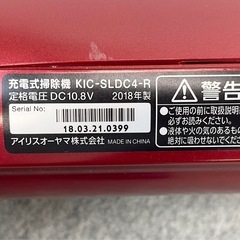 充電式掃除機 KIC-SLDC4-R
定格電圧 DC10.8V 2018年製
Serial No:
18.03.21.0399
アイリスオーヤマ株式会社 MADE IN CHINA
警告
ご使用の前に取扱説明
必ずお読みください。
液体や火の気のあるもの
絶対に吸わせないでく